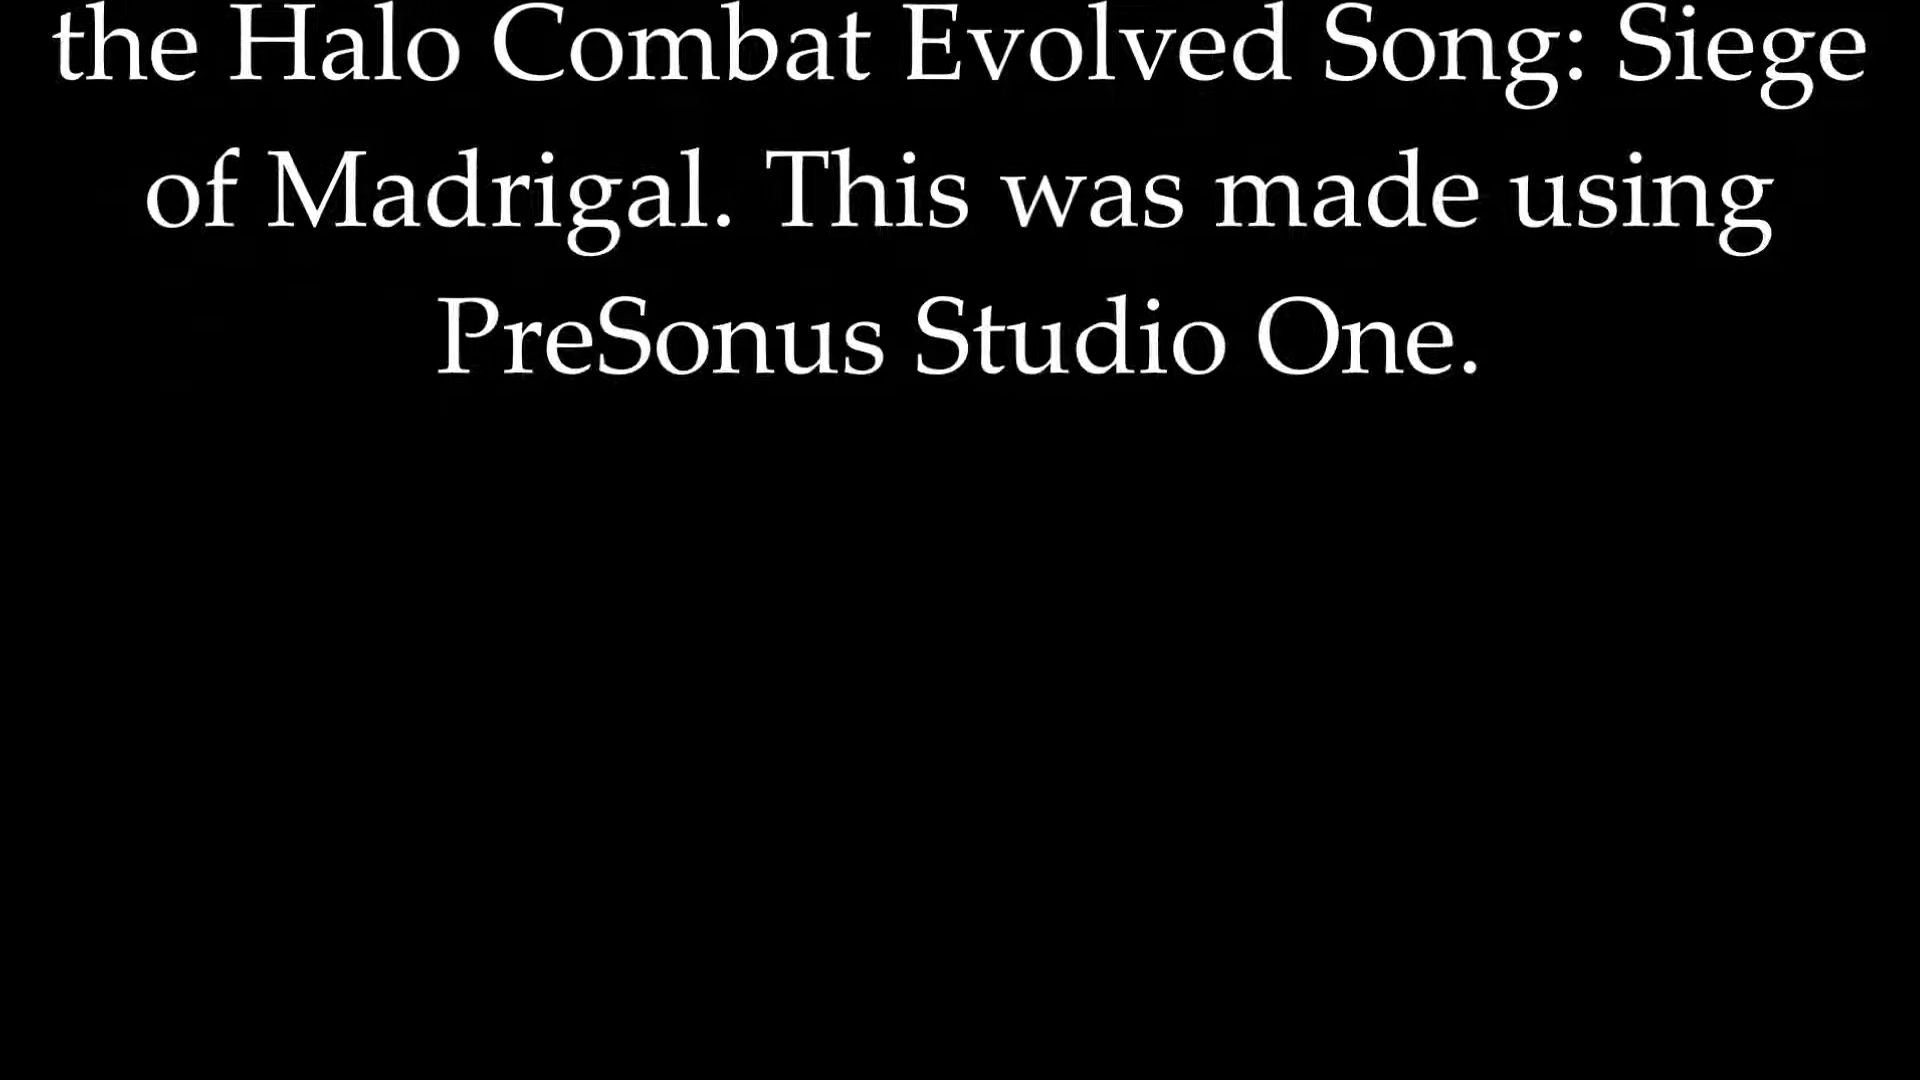 the Halo Combat Evolved Song: Siege
of Madrigal. This was made using
PreSonus Studio One.